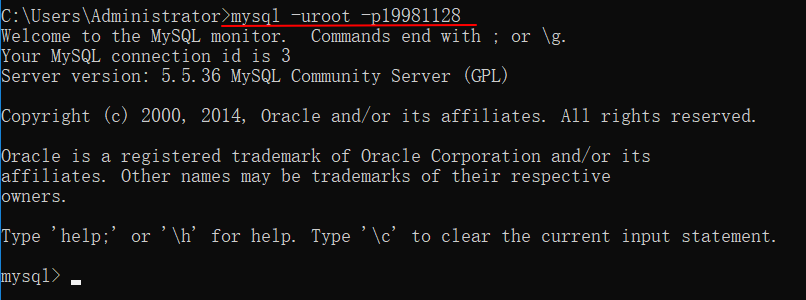 C:\Users\Administrator>mysql -uroot -p19981128
Welcome to the MySQL monitor.  Commands end with ; or \g.
Your MySQL connection id is 3
Server version: 5.5.36 MySQL Community Server (GPL)
Copyright (c) 2000, 2014, Oracle and/or its affiliates. All rights reserved.
Oracle is a registered trademark of Oracle Corporation and/or its
affiliates. Other names may be trademarks of their respective
owners.
Type 'help;' or '\h' for help. Type '\c' to clear the current input statement.
mysql>